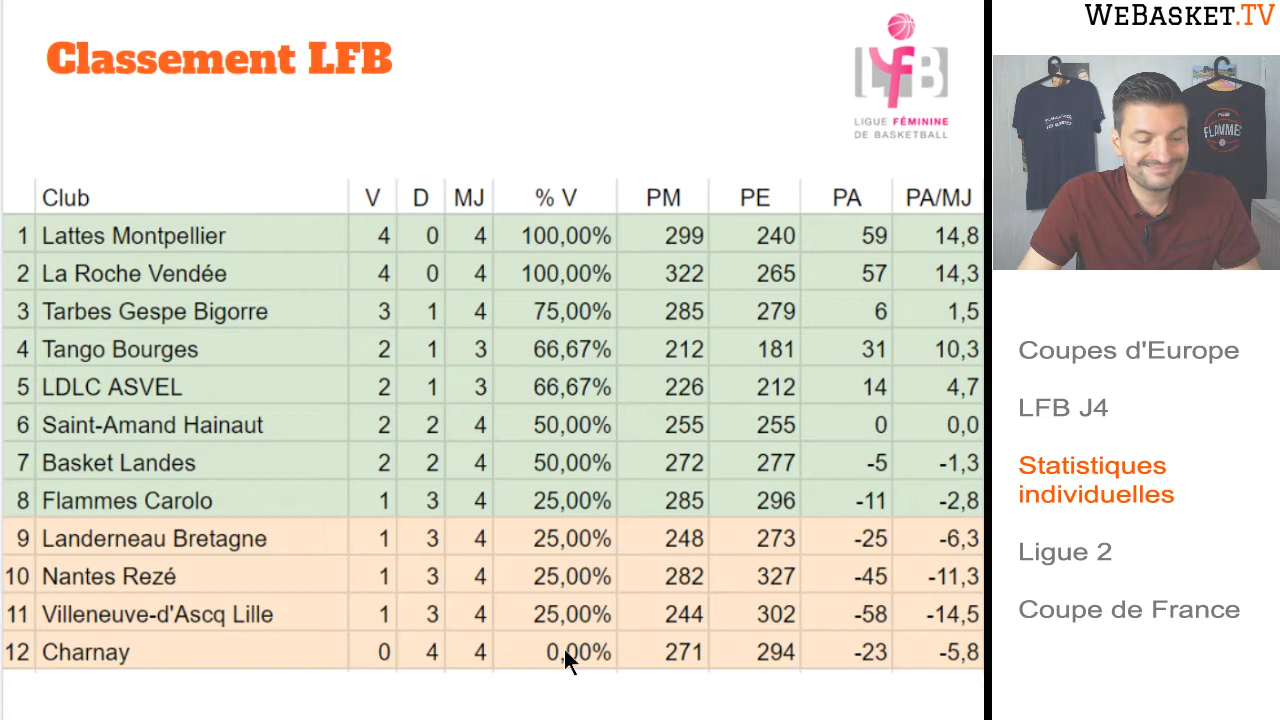 Classement LFB
LFB
LIGUE FÉMININE
DE BASKETBALL
WEBASKET.TV
FLAMMES
Club V D MJ % V PM PE PA PA/MJ
1 Lattes Montpellier 4 0 4 100,00% 299 240 59 14,8
2 La Roche Vendée 4 0 4 100,00% 322 265 57 14,3
3 Tarbes Gespe Bigorre 3 1 4 75,00% 285 279 6 1,5
4 Tango Bourges 2 1 3 66,67% 212 181 31 10,3
5 LDLC ASVEL 2 1 3 66,67% 226 212 14 4,7
6 Saint-Amand Hainaut 2 2 4 50,00% 255 255 0 0,0
7 Basket Landes 2 2 4 50,00% 272 277 -5 -1,3
8 Flammes Carolo 1 3 4 25,00% 285 296 -11 -2,8
9 Landerneau Bretagne 1 3 4 25,00% 248 273 -25 -6,3
10 Nantes Rezé 1 3 4 25,00% 282 327 -45 -11,3
11 Villeneuve-d'Ascq Lille 1 3 4 25,00% 244 302 -58 -14,5
12 Charnay 0 4 4 0,00% 271 294 -23 -5,8
Coupes d'Europe
LFB J4
Statistiques
individuelles
Ligue 2
Coupe de France